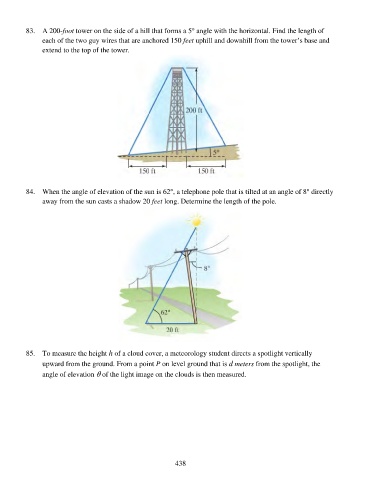 83. A 200-foot tower on the side of a hill that forms a 5° angle with the horizontal. Find the length of
each of the two guy wires that are anchored 150 feet uphill and downhill from the tower's base and
extend to the top of the tower.
200 ft
5°
150 ft 150 ft
84. When the angle of elevation of the sun is 62°, a telephone pole that is tilted at an angle of 8° directly
away from the sun casts a shadow 20 feet long. Determine the length of the pole.
8°
62°
20 ft
85. To measure the height h of a cloud cover, a meteorology student directs a spotlight vertically
upward from the ground. From a point P on level ground that is d meters from the spotlight, the
angle of elevation θ of the light image on the clouds is then measured.
438